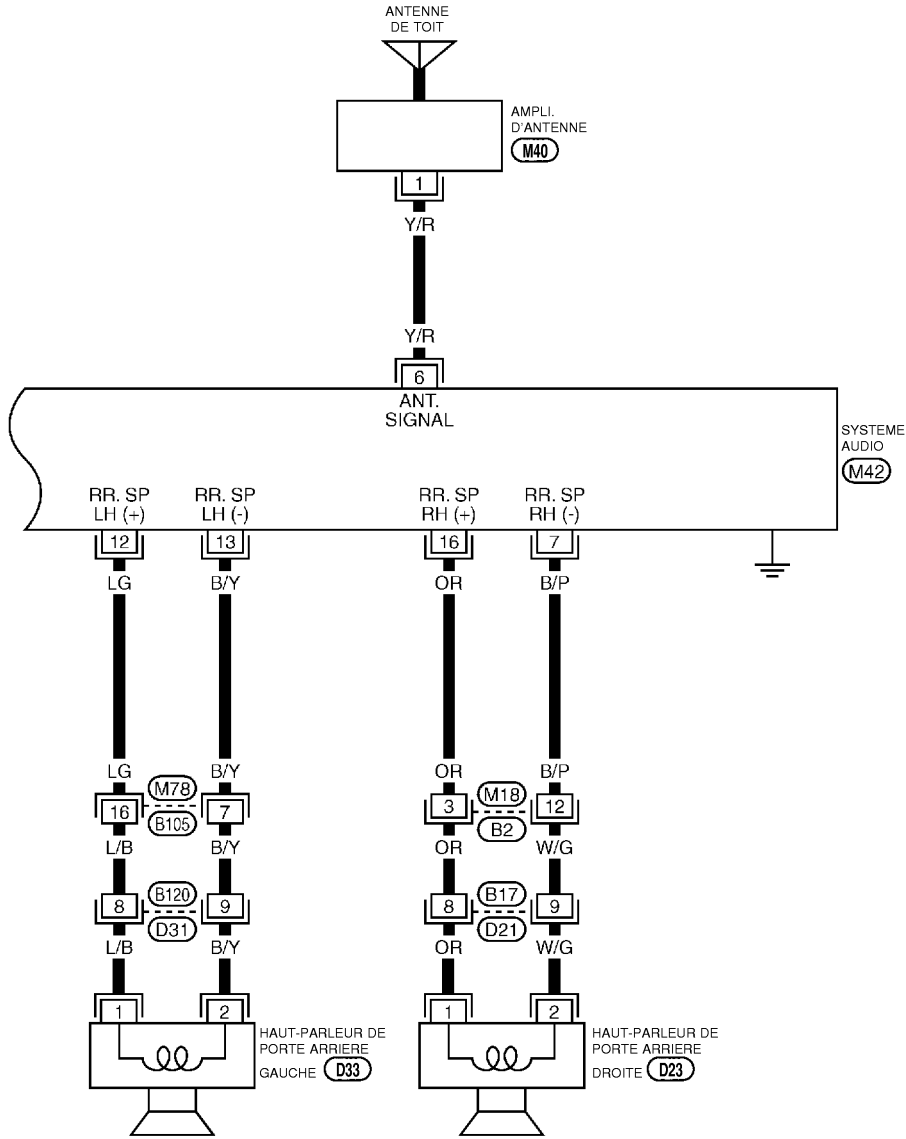 ANTENNE
DE TOIT
AMPLI.
D'ANTENNE
M40
1
Y/R
Y/R
6
ANT.
SIGNAL
SYSTEME
AUDIO
M42
RR. SP
LH (+)
RR. SP
LH (-)
RR. SP
RH (+)
RR. SP
RH (-)
12 13 16 7
LG B/Y OR B/P
LG B/Y OR B/P
16 M78 7 3 M18 12
B105 B2
L/B B/Y OR W/G
8 B120 9 8 B17 9
D31 D21
L/B B/Y OR W/G
1 2 1 2
HAUT-PARLEUR DE
PORTE ARRIERE
GAUCHE D33
HAUT-PARLEUR DE
PORTE ARRIERE
DROITE D23